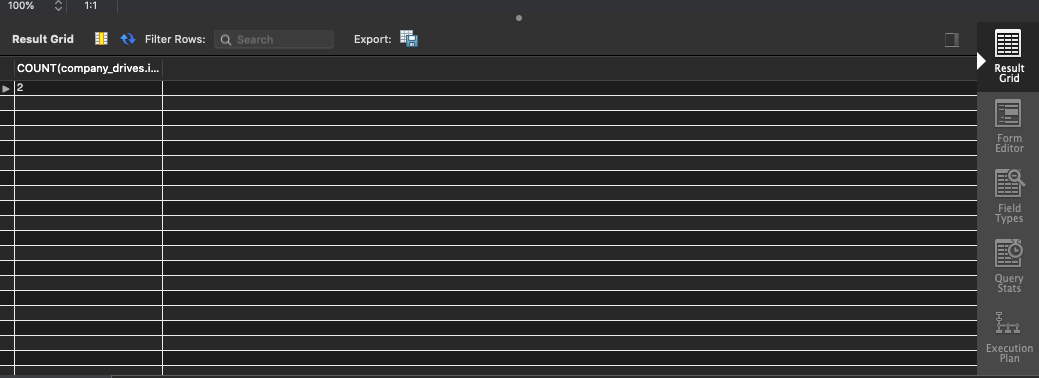 100% 1:1
Result Grid Filter Rows: Search Export:
COUNT(company_drives.i...
2
Result
Grid
Form
Editor
Field
Types
Query
Stats
Execution
Plan